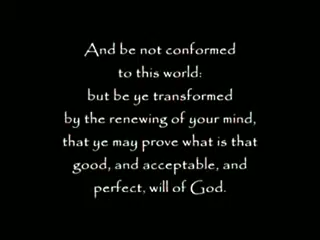 And be not conformed
to this world:
but be ye transformed
by the renewing of your mind,
that ye may prove what is that
good, and acceptable, and
perfect, will of God.